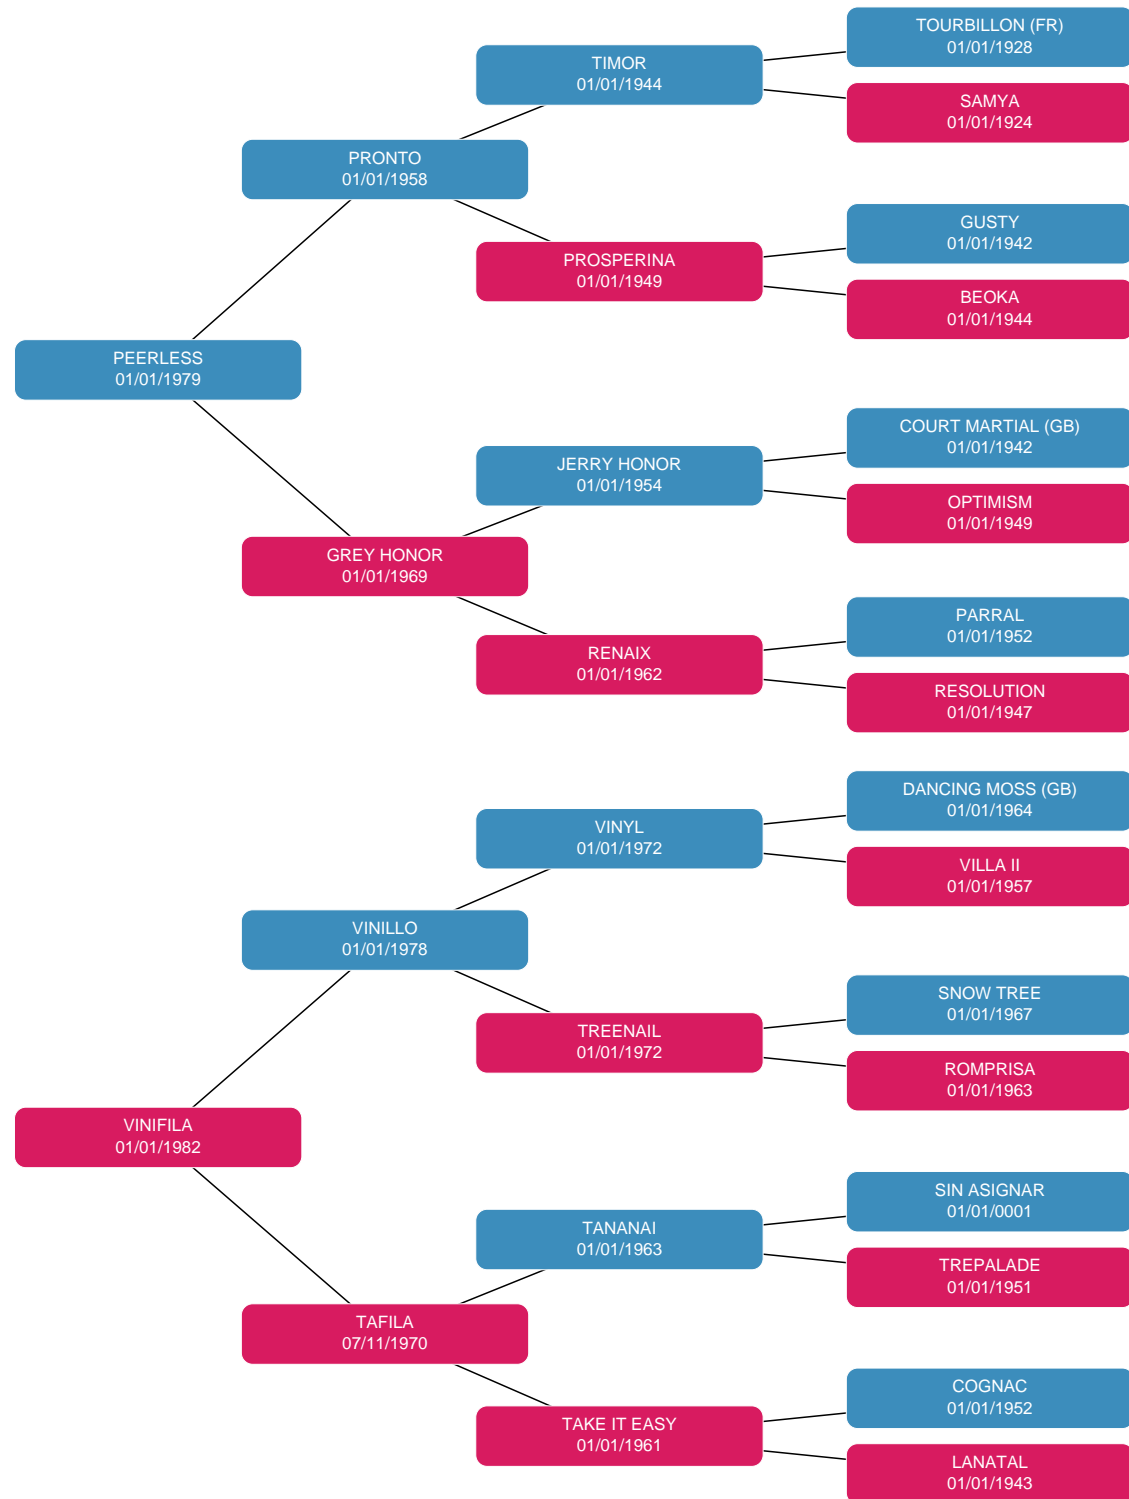 TOURBILLON (FR)
01/01/1928
TIMOR
01/01/1944
SAMYA
01/01/1924
PRONTO
01/01/1958
GUSTY
01/01/1942
PROSPERINA
01/01/1949
BEOKA
01/01/1944
PEERLESS
01/01/1979
COURT MARTIAL (GB)
01/01/1942
JERRY HONOR
01/01/1954
OPTIMISM
01/01/1949
GREY HONOR
01/01/1969
PARRAL
01/01/1952
RENAIX
01/01/1962
RESOLUTION
01/01/1947
DANCING MOSS (GB)
01/01/1964
VINYL
01/01/1972
VILLA II
01/01/1957
VINILLO
01/01/1978
SNOW TREE
01/01/1967
TREENAIL
01/01/1972
ROMPRISA
01/01/1963
VINIFILA
01/01/1982
SIN ASIGNAR
01/01/0001
TANANAI
01/01/1963
TREPALADE
01/01/1951
TAFILA
07/11/1970
COGNAC
01/01/1952
TAKE IT EASY
01/01/1961
LANATAL
01/01/1943